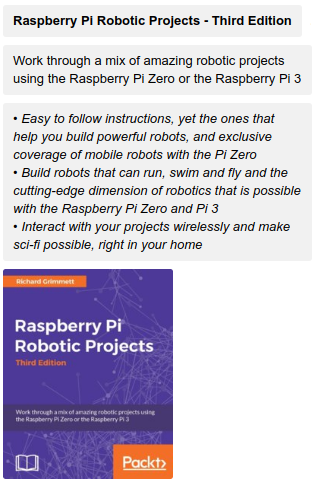 Raspberry Pi Robotic Projects - Third Edition
Work through a mix of amazing robotic projects
using the Raspberry Pi Zero or the Raspberry Pi 3
• Easy to follow instructions, yet the ones that
help you build powerful robots, and exclusive
coverage of mobile robots with the Pi Zero
• Build robots that can run, swim and fly and the
cutting-edge dimension of robotics that is possible
with the Raspberry Pi Zero and Pi 3
• Interact with your projects wirelessly and make
sci-fi possible, right in your home
Richard Grimmett
Raspberry Pi
Robotic Projects
Third Edition
Work through a mix of amazing robotic projects using
the Raspberry Pi Zero or the Raspberry Pi 3
Packt>